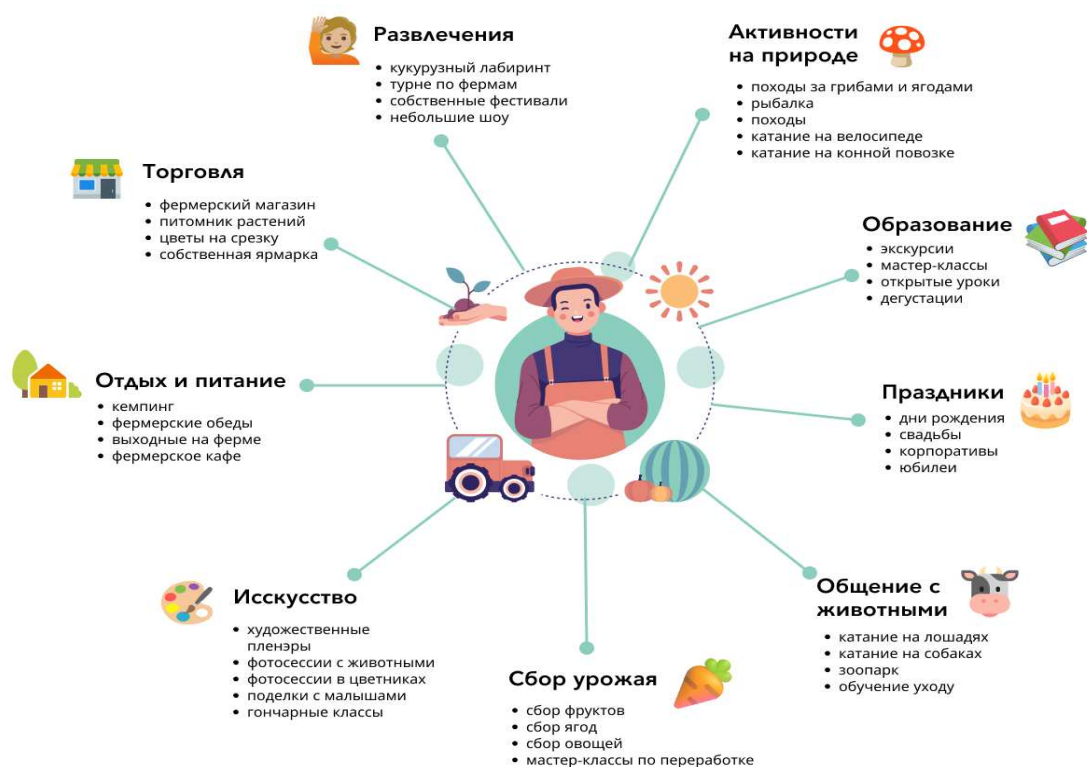 Развлечения
• кукурузный лабиринт
• турне по фермам
• собственные фестивали
• небольшие шоу
Активности
на природе
• походы за грибами и ягодами
• рыбалка
• походы
• катание на велосипеде
• катание на конной повозке
Торговля
• фермерский магазин
• питомник растений
• цветы на срезку
• собственная ярмарка
Образование
• экскурсии
• мастер-классы
• открытые уроки
• дегустации
Отдых и питание
• кемпинг
• фермерские обеды
• выходные на ферме
• фермерское кафе
Праздники
• дни рождения
• свадьбы
• корпоративы
• юбилеи
Исскусство
• художественные
пленэры
• фотосессии с животными
• фотосессии в цветниках
• поделки с малышами
• гончарные классы
Сбор урожая
• сбор фруктов
• сбор ягод
• сбор овощей
• мастер-классы по переработке
Общение с
животными
• катание на лошадях
• катание на собаках
• зоопарк
• обучение уходу